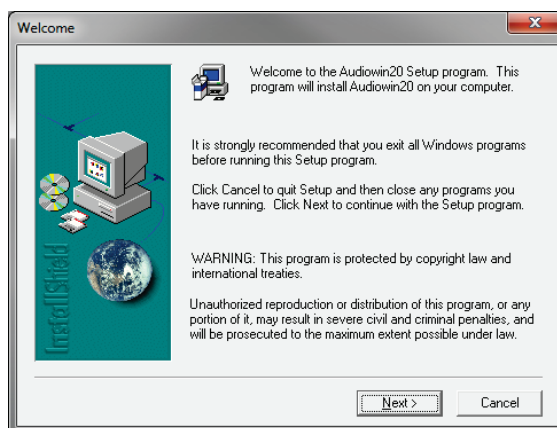 Welcome
Welcome to the Audiowin20 Setup program. This
program will install Audiowin20 on your computer.
It is strongly recommended that you exit all Windows programs
before running this Setup program.
Click Cancel to quit Setup and then close any programs you
have running. Click Next to continue with the Setup program.
WARNING: This program is protected by copyright law and
international treaties.
Unauthorized reproduction or distribution of this program, or any
portion of it, may result in severe civil and criminal penalties, and
will be prosecuted to the maximum extent possible under law.
InstallShield
Next >
Cancel